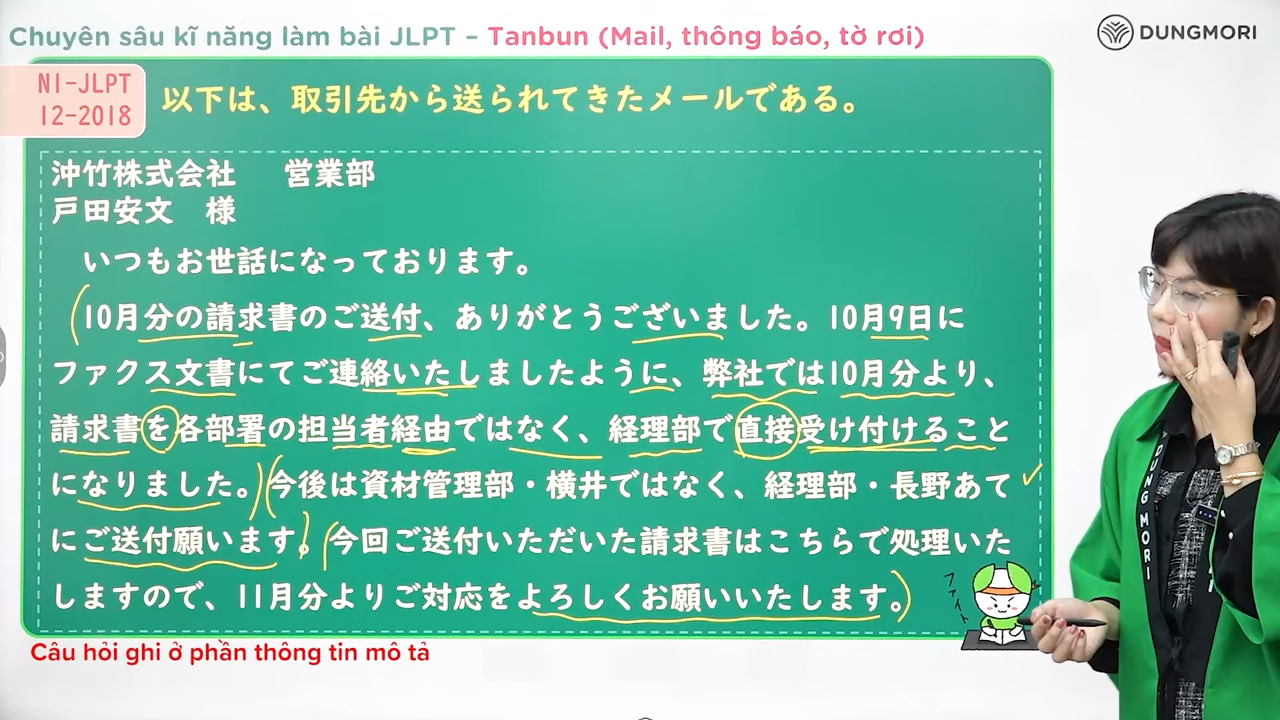 Chuyên sâu kĩ năng làm bài JLPT – Tanbun (Mail, thông báo, tờ rơi)
DUNGMORI
N1-JLPT
12-2018
以下は、取引先から送られてきたメールである。
沖竹株式会社 営業部
戸田安文 様
いつもお世話になっております。
10月分の請求書のご送付、ありがとうございました。10月9日に
ファクス文書にてご連絡いたしましたように、弊社では10月分より、
請求書を各部署の担当者経由ではなく、経理部で直接受け付けること
になりました。今後は資材管理部・横井ではなく、経理部・長野あて
にご送付願います。今回ご送付いただいた請求書はこちらで処理いた
しますので、11月分よりご対応をよろしくお願いいたします。
ファイト
Câu hỏi ghi ở phần thông tin mô tả
DUNGMORI